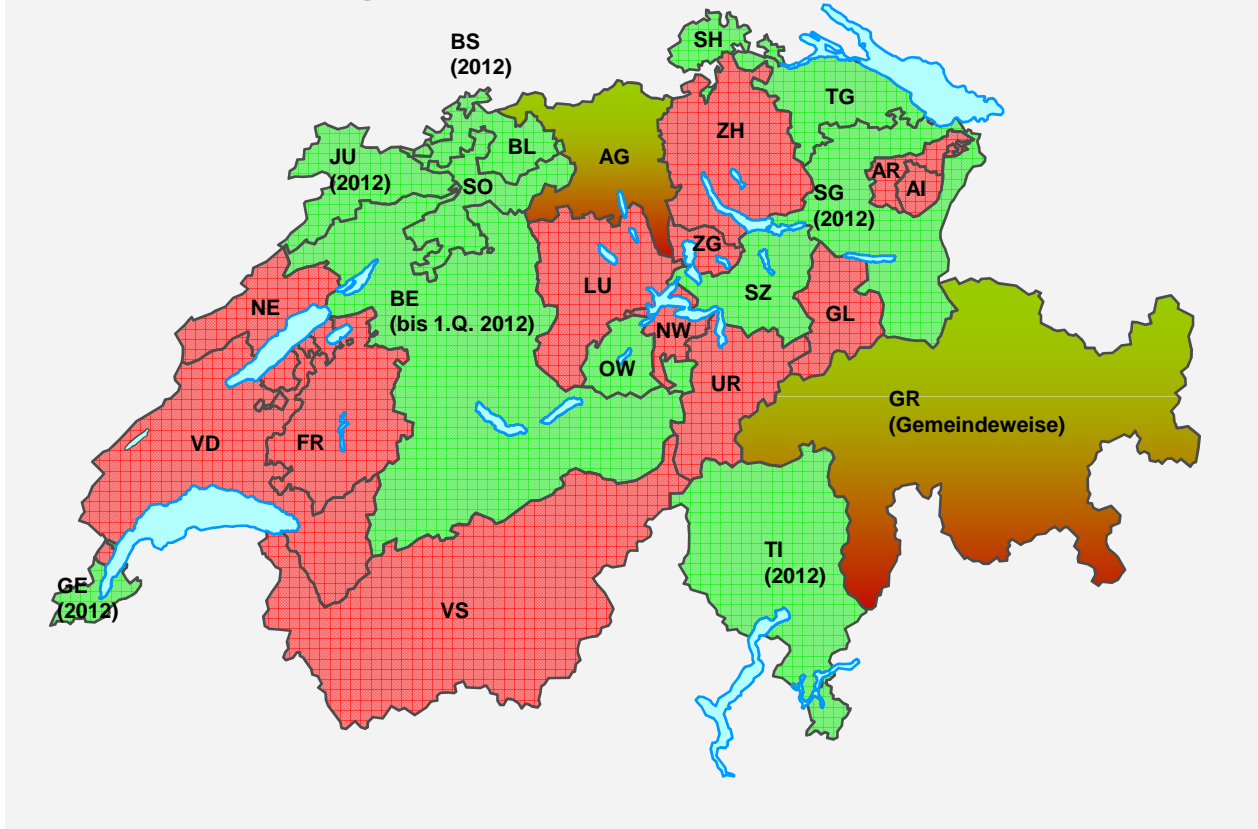 SH
BS
(2012)
TG
ZH
BL
AG
JU
(2012)
SO
AR
AI
SG
(2012)
ZG
LU
SZ
BE
(bis 1.Q. 2012)
NE
GL
NW
OW
UR
GR
(Gemeindeweise)
VD
FR
TI
(2012)
GE
(2012)
VS